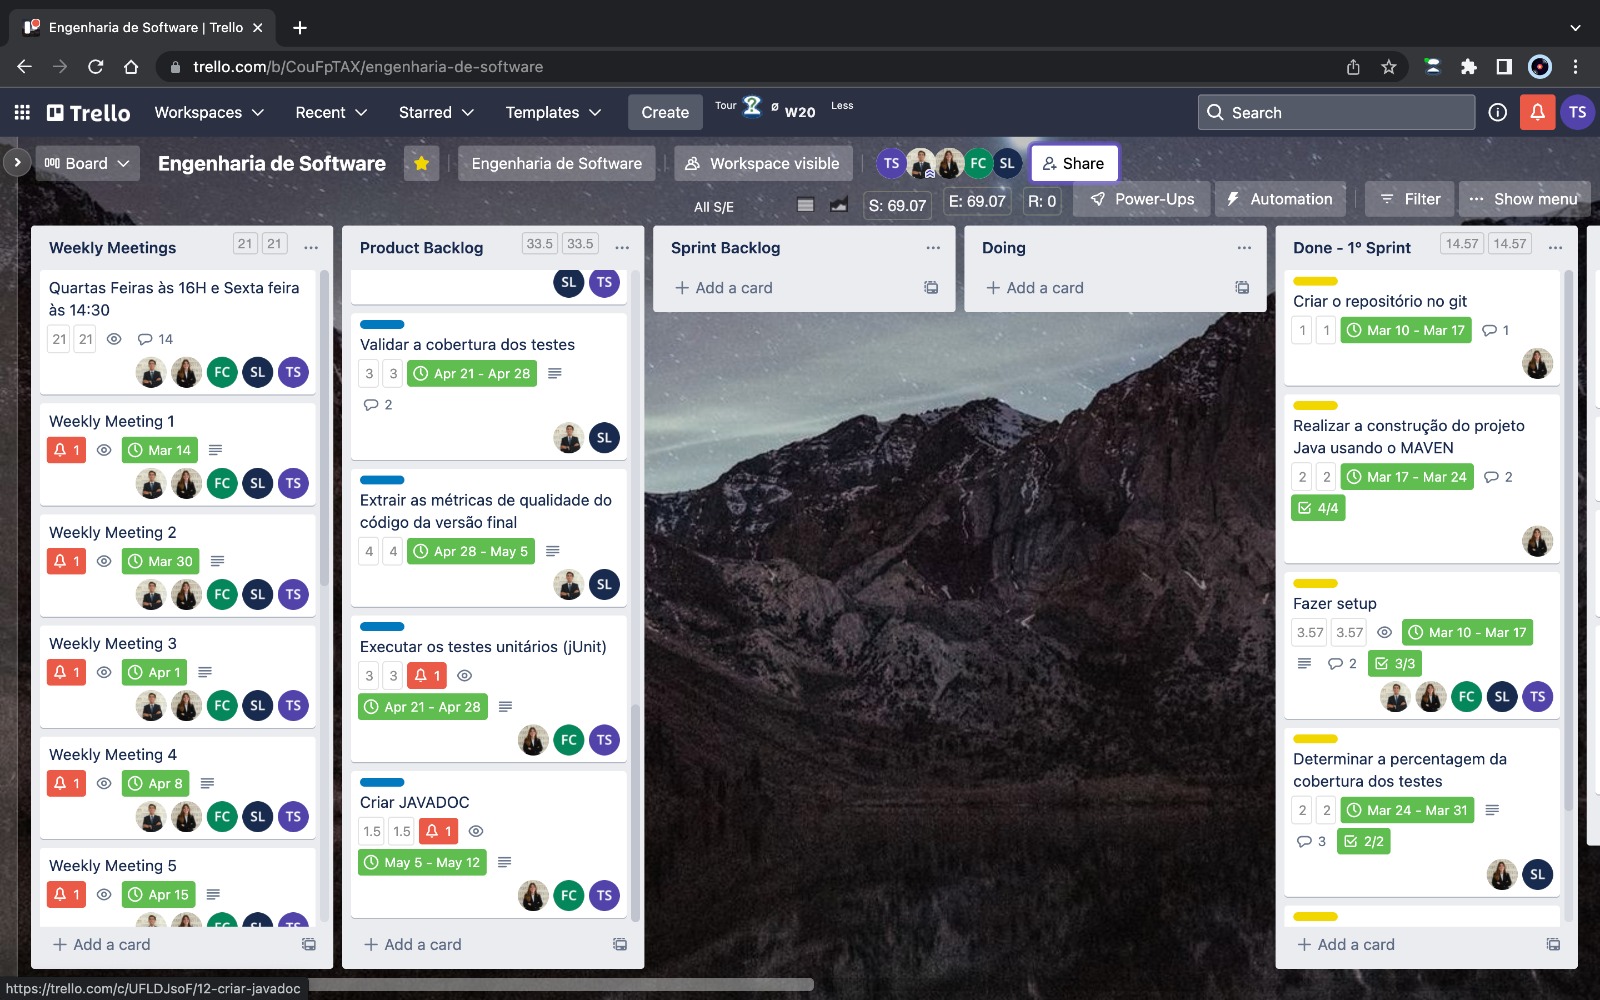 Engenharia de Software | Trello
trello.com/b/CouFpTAX/engenharia-de-software
Trello
Workspaces
Recent
Starred
Templates
Create
Tour
W20
Less
Search
TS
Board
Engenharia de Software
Engenharia de Software
Workspace visible
TS
FC
SL
Share
All S/E
S: 69.07
E: 69.07
R: 0
Power-Ups
Automation
Filter
Show menu
Weekly Meetings
21 21
Quartas Feiras às 16H e Sexta feira
às 14:30
21 21 14
FC SL TS
Weekly Meeting 1
1 Mar 14
FC SL TS
Weekly Meeting 2
1 Mar 30
FC SL TS
Weekly Meeting 3
1 Apr 1
FC SL TS
Weekly Meeting 4
1 Apr 8
FC SL TS
Weekly Meeting 5
1 Apr 15
FC SL TS
+ Add a card
Product Backlog
33.5 33.5
SL TS
Validar a cobertura dos testes
3 3 Apr 21 - Apr 28
2
SL
Extrair as métricas de qualidade do
código da versão final
4 4 Apr 28 - May 5
SL
Executar os testes unitários (jUnit)
3 3 1
Apr 21 - Apr 28
FC TS
Criar JAVADOC
1.5 1.5 1
May 5 - May 12
FC TS
+ Add a card
Sprint Backlog
+ Add a card
Doing
+ Add a card
Done - 1º Sprint
14.57 14.57
Criar o repositório no git
1 1 Mar 10 - Mar 17 1
Realizar a construção do projeto
Java usando o MAVEN
2 2 Mar 17 - Mar 24 2
4/4
Fazer setup
3.57 3.57 Mar 10 - Mar 17
2 3/3
FC SL TS
Determinar a percentagem da
cobertura dos testes
2 2 Mar 24 - Mar 31
3 2/2
SL
+ Add a card
https://trello.com/c/UFLDJsoF/12-criar-javadoc